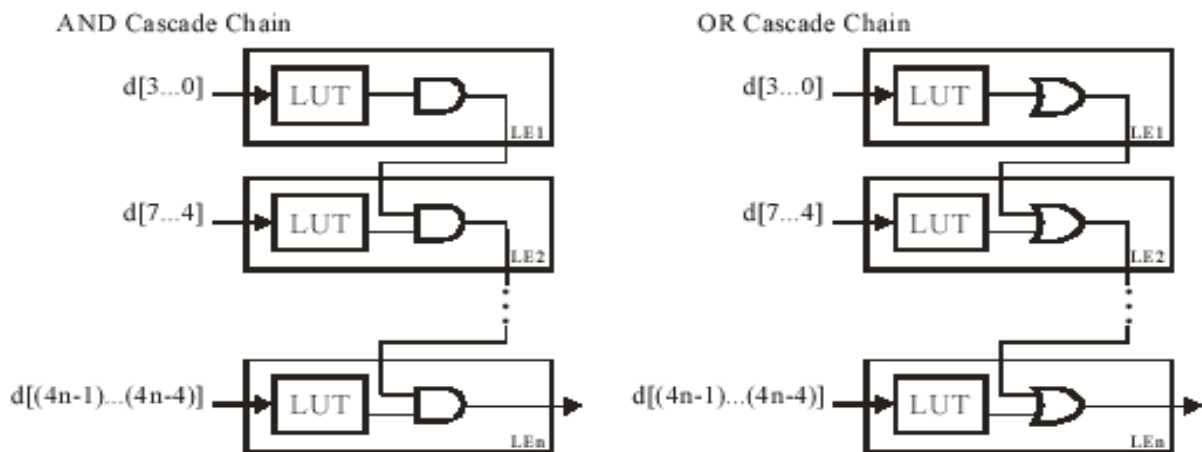 AND Cascade Chain
d[3...0]
LUT
LE1
d[7...4]
LUT
LE2
d[(4n-1)...(4n-4)]
LUT
LEn
OR Cascade Chain
d[3...0]
LUT
LE1
d[7...4]
LUT
LE2
d[(4n-1)...(4n-4)]
LUT
LEn